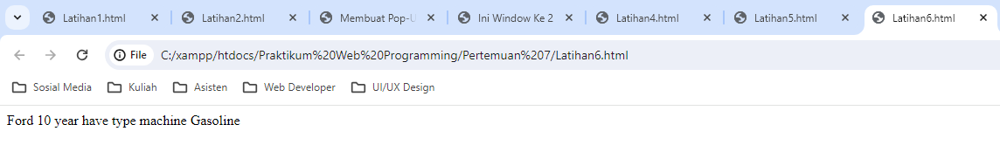 Latihan1.html Latihan2.html Membuat Pop-U Ini Window Ke 2 Latihan4.html Latihan5.html Latihan6.html
File C:/xampp/htdocs/Praktikum%20Web%20Programming/Pertemuan%207/Latihan6.html
Sosial Media Kuliah Asisten Web Developer UI/UX Design
Ford 10 year have type machine Gasoline